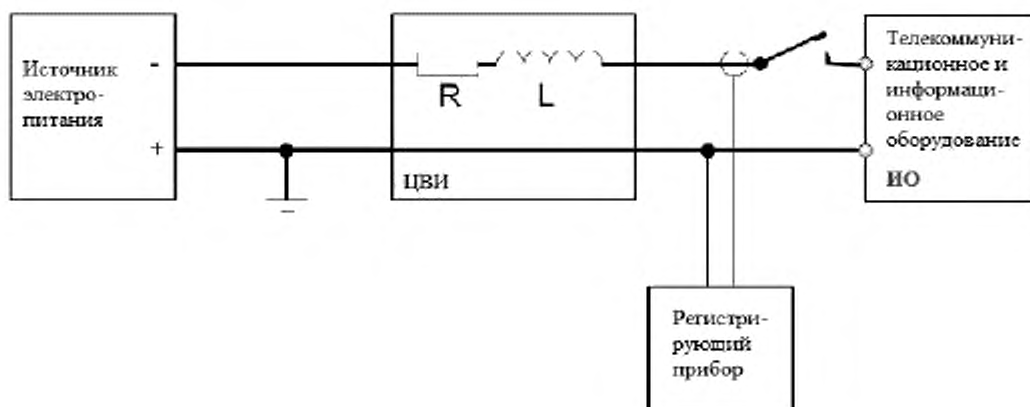 Источник
электро-
питания
-
+
R
L
ЦВИ
Телекоммуни-
кационное и
информаци-
онное
оборудование
ИО
Регистри-
рующий
прибор